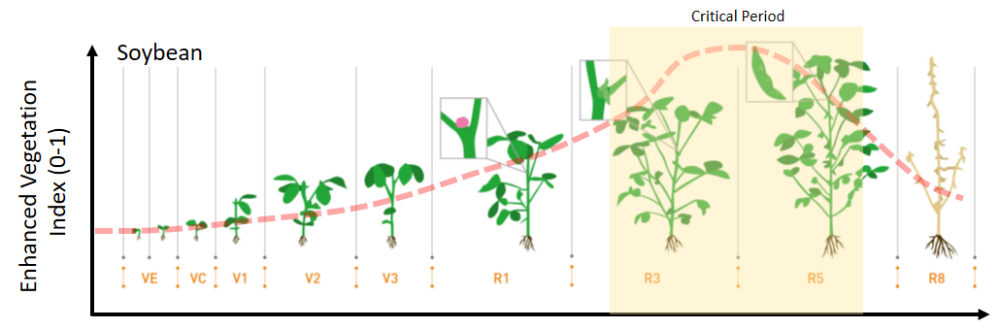 Critical Period
Soybean
Enhanced Vegetation
Index (0-1)
VE
VC
V1
V2
V3
R1
R3
R5
R8